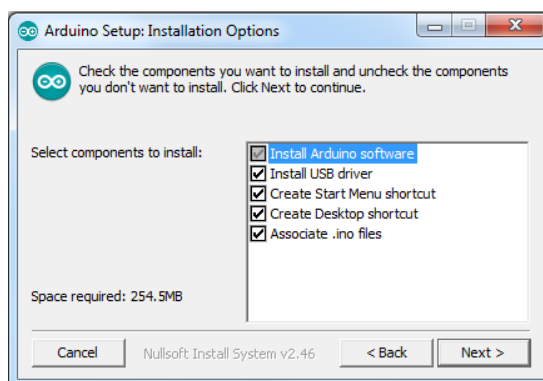 Arduino Setup: Installation Options
Check the components you want to install and uncheck the components
you don't want to install. Click Next to continue.
Select components to install:
Install Arduino software
Install USB driver
Create Start Menu shortcut
Create Desktop shortcut
Associate .ino files
Space required: 254.5MB
Cancel
Nullsoft Install System v2.46
< Back
Next >